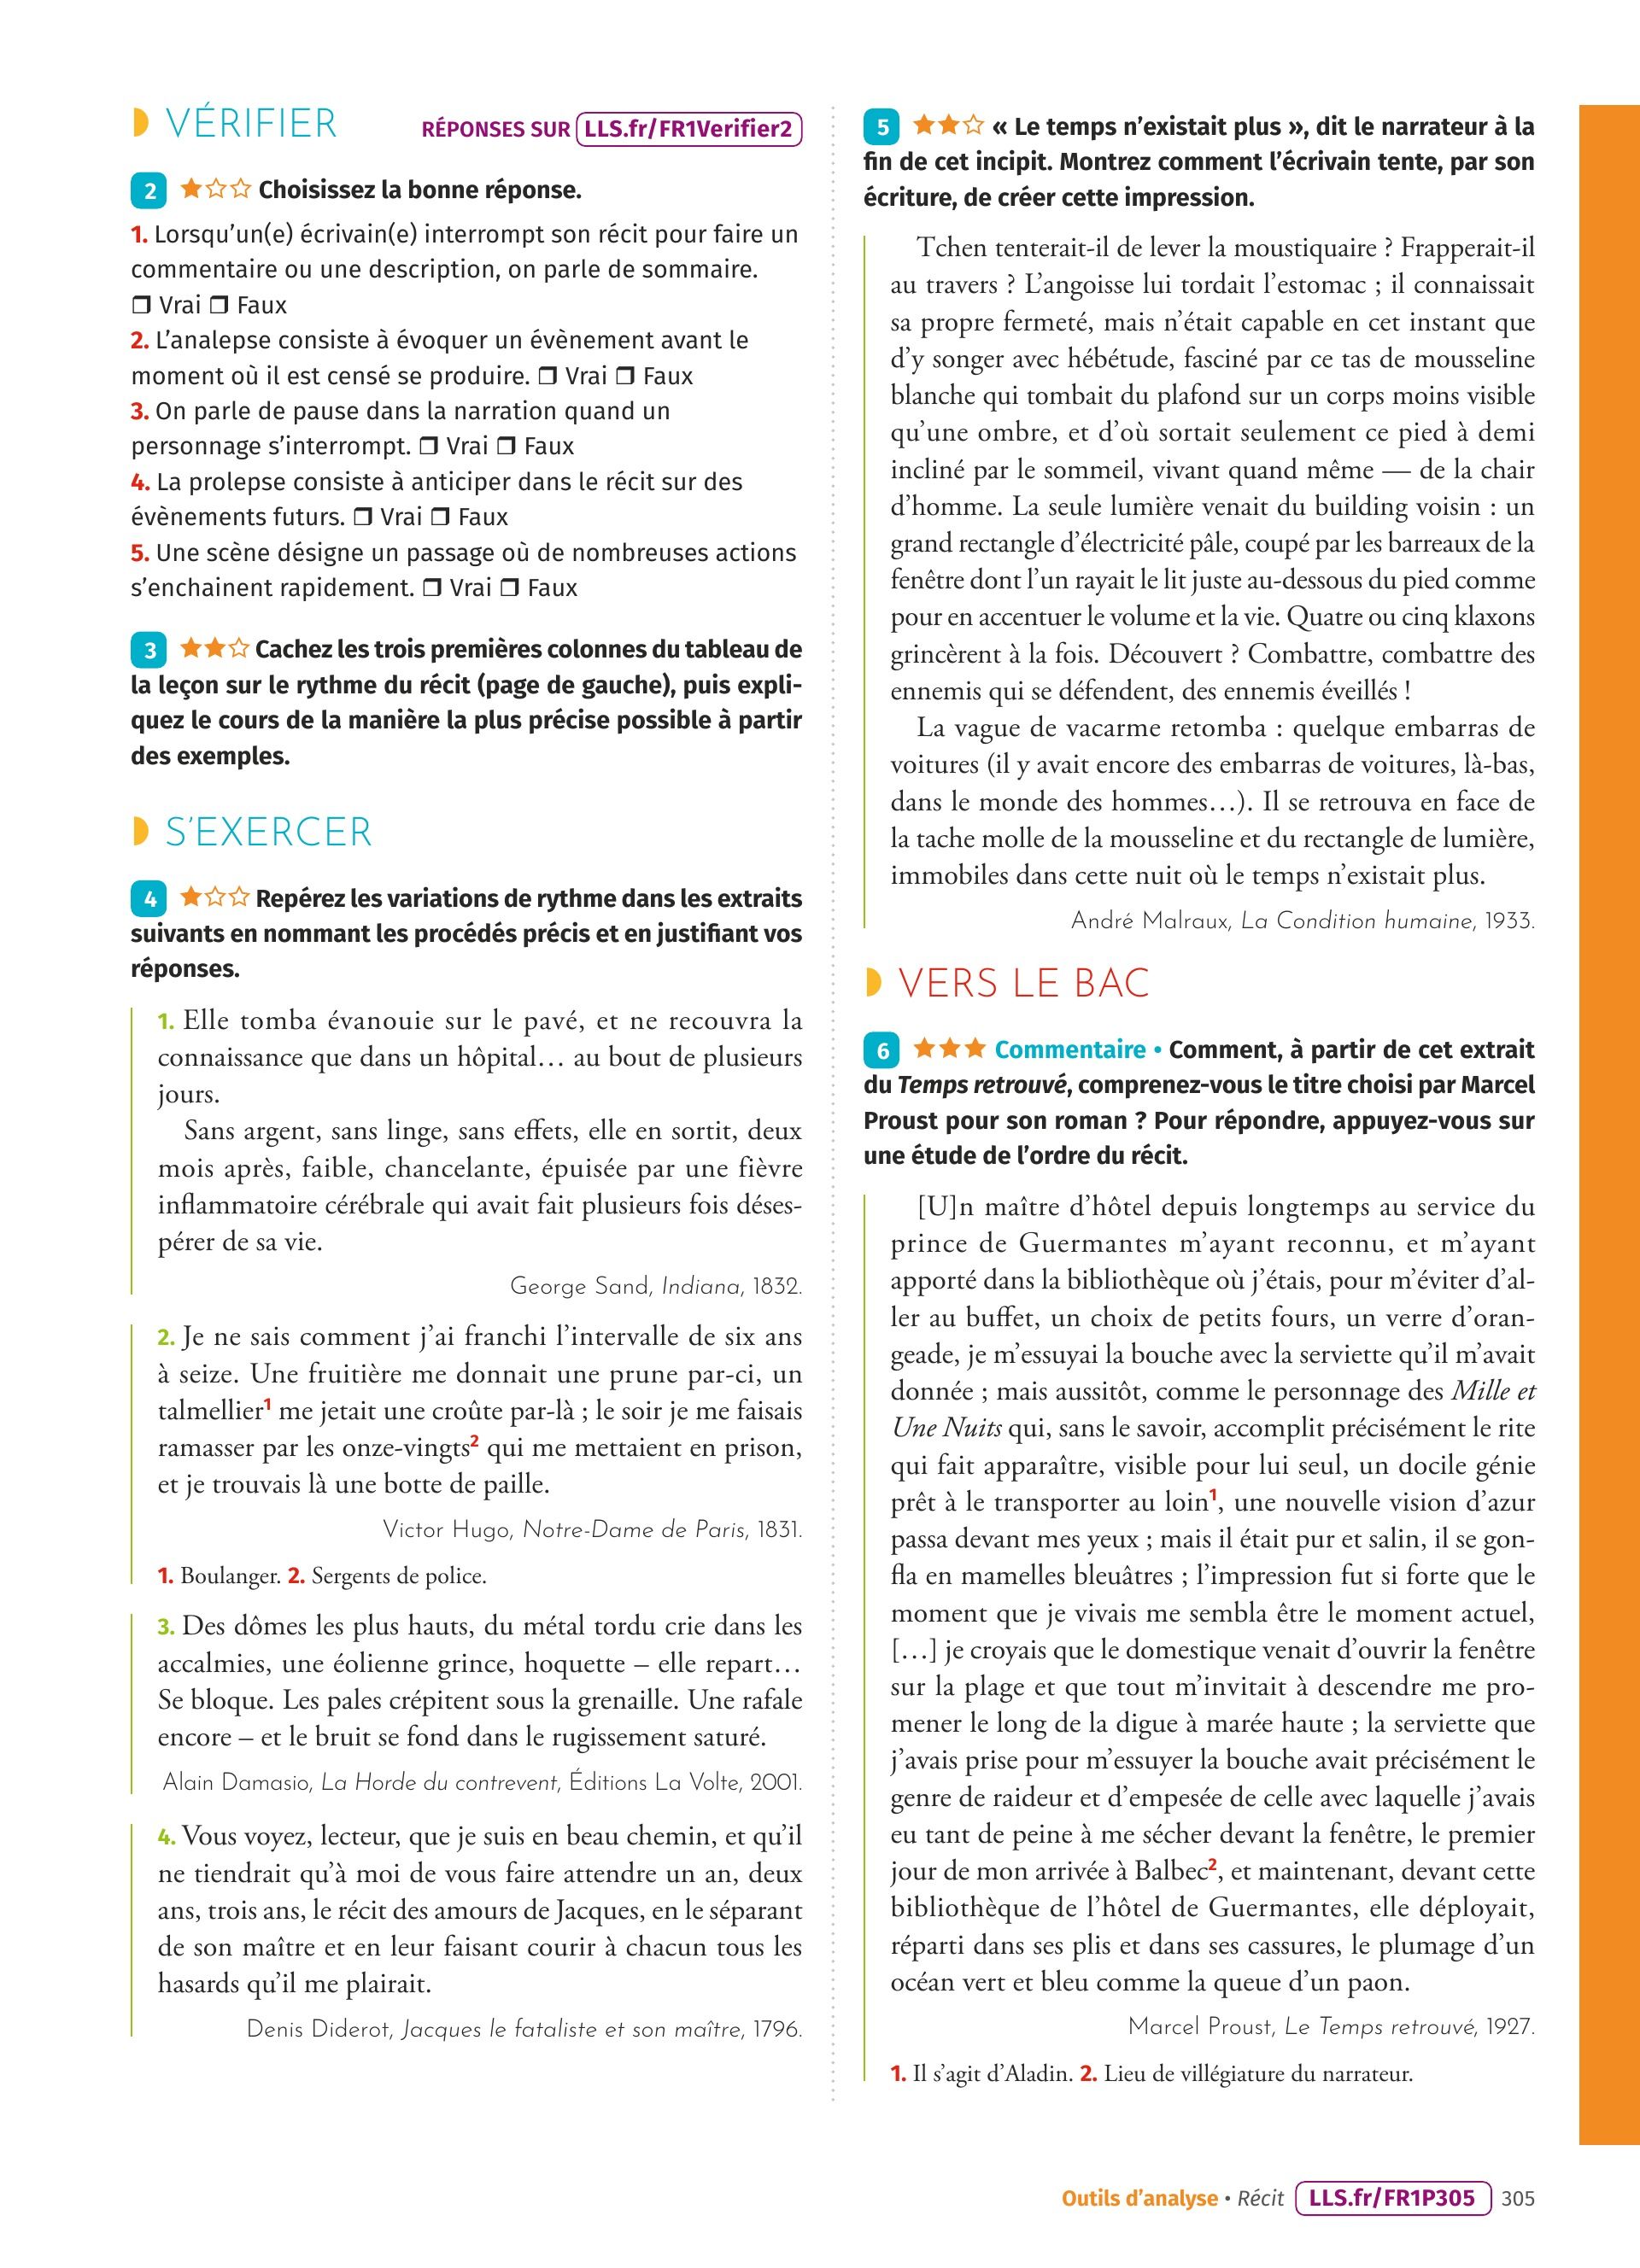 VÉRIFIER
RÉPONSES SUR LLS.fr/FR1Verifier2
2 ★☆☆ Choisissez la bonne réponse.
1. Lorsqu’un(e) écrivain(e) interrompt son récit pour faire un
commentaire ou une description, on parle de sommaire.
❒ Vrai ❒ Faux
2. L’analepse consiste à évoquer un évènement avant le
moment où il est censé se produire. ❒ Vrai ❒ Faux
3. On parle de pause dans la narration quand un
personnage s’interrompt. ❒ Vrai ❒ Faux
4. La prolepse consiste à anticiper dans le récit sur des
évènements futurs. ❒ Vrai ❒ Faux
5. Une scène désigne un passage où de nombreuses actions
s’enchainent rapidement. ❒ Vrai ❒ Faux
3 ★★☆ Cachez les trois premières colonnes du tableau de
la leçon sur le rythme du récit (page de gauche), puis expli-
quez le cours de la manière la plus précise possible à partir
des exemples.
S’EXERCER
4 ★☆☆ Repérez les variations de rythme dans les extraits
suivants en nommant les procédés précis et en justifiant vos
réponses.
1. Elle tomba évanouie sur le pavé, et ne recouvra la
connaissance que dans un hôpital… au bout de plusieurs
jours.
Sans argent, sans linge, sans effets, elle en sortit, deux
mois après, faible, chancelante, épuisée par une fièvre
inflammatoire cérébrale qui avait fait plusieurs fois déses-
pérer de sa vie.
George Sand, Indiana, 1832.
2. Je ne sais comment j’ai franchi l’intervalle de six ans
à seize. Une fruitière me donnait une prune par-ci, un
talmellier1 me jetait une croûte par-là ; le soir je me faisais
ramasser par les onze-vingts2 qui me mettaient en prison,
et je trouvais là une botte de paille.
Victor Hugo, Notre-Dame de Paris, 1831.
1. Boulanger. 2. Sergents de police.
3. Des dômes les plus hauts, du métal tordu crie dans les
accalmies, une éolienne grince, hoquette – elle repart…
Se bloque. Les pales crépitent sous la grenaille. Une rafale
encore – et le bruit se fond dans le rugissement saturé.
Alain Damasio, La Horde du contrevent, Éditions La Volte, 2001.
4. Vous voyez, lecteur, que je suis en beau chemin, et qu’il
ne tiendrait qu’à moi de vous faire attendre un an, deux
ans, trois ans, le récit des amours de Jacques, en le séparant
de son maître et en leur faisant courir à chacun tous les
hasards qu’il me plairait.
Denis Diderot, Jacques le fataliste et son maître, 1796.
5 ★★☆ « Le temps n’existait plus », dit le narrateur à la
fin de cet incipit. Montrez comment l’écrivain tente, par son
écriture, de créer cette impression.
Tchen tenterait-il de lever la moustiquaire ? Frapperait-il
au travers ? L’angoisse lui tordait l’estomac ; il connaissait
sa propre fermeté, mais n’était capable en cet instant que
d’y songer avec hébétude, fasciné par ce tas de mousseline
blanche qui tombait du plafond sur un corps moins visible
qu’une ombre, et d’où sortait seulement ce pied à demi
incliné par le sommeil, vivant quand même — de la chair
d’homme. La seule lumière venait du building voisin : un
grand rectangle d’électricité pâle, coupé par les barreaux de la
fenêtre dont l’un rayait le lit juste au-dessous du pied comme
pour en accentuer le volume et la vie. Quatre ou cinq klaxons
grincèrent à la fois. Découvert ? Combattre, combattre des
ennemis qui se défendent, des ennemis éveillés !
La vague de vacarme retomba : quelque embarras de
voitures (il y avait encore des embarras de voitures, là-bas,
dans le monde des hommes…). Il se retrouva en face de
la tache molle de la mousseline et du rectangle de lumière,
immobiles dans cette nuit où le temps n’existait plus.
André Malraux, La Condition humaine, 1933.
VERS LE BAC
6 ★★★ Commentaire • Comment, à partir de cet extrait
du Temps retrouvé, comprenez-vous le titre choisi par Marcel
Proust pour son roman ? Pour répondre, appuyez-vous sur
une étude de l’ordre du récit.
[U]n maître d’hôtel depuis longtemps au service du
prince de Guermantes m’ayant reconnu, et m’ayant
apporté dans la bibliothèque où j’étais, pour m’éviter d’al-
ler au buffet, un choix de petits fours, un verre d’oran-
geade, je m’essuyai la bouche avec la serviette qu’il m’avait
donnée ; mais aussitôt, comme le personnage des Mille et
Une Nuits qui, sans le savoir, accomplit précisément le rite
qui fait apparaître, visible pour lui seul, un docile génie
prêt à le transporter au loin1, une nouvelle vision d’azur
passa devant mes yeux ; mais il était pur et salin, il se gon-
fla en mamelles bleuâtres ; l’impression fut si forte que le
moment que je vivais me sembla être le moment actuel,
[…] je croyais que le domestique venait d’ouvrir la fenêtre
sur la plage et que tout m’invitait à descendre me pro-
mener le long de la digue à marée haute ; la serviette que
j’avais prise pour m’essuyer la bouche avait précisément le
genre de raideur et d’empesée de celle avec laquelle j’avais
eu tant de peine à me sécher devant la fenêtre, le premier
jour de mon arrivée à Balbec2, et maintenant, devant cette
bibliothèque de l’hôtel de Guermantes, elle déployait,
réparti dans ses plis et dans ses cassures, le plumage d’un
océan vert et bleu comme la queue d’un paon.
Marcel Proust, Le Temps retrouvé, 1927.
1. Il s’agit d’Aladin. 2. Lieu de villégiature du narrateur.
Outils d’analyse • Récit LLS.fr/FR1P305 305